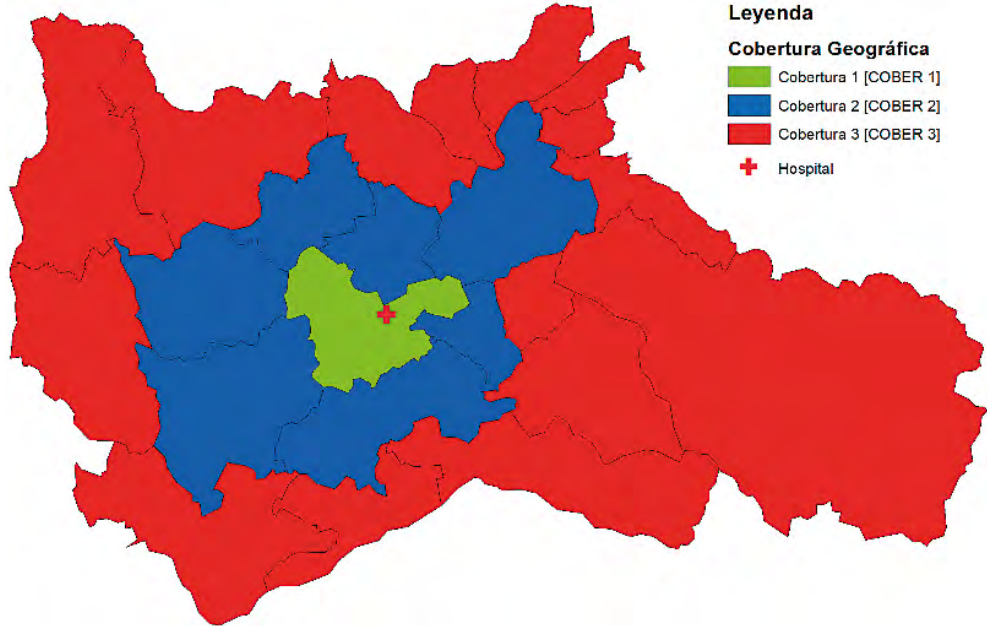 Leyenda
Cobertura Geográfica
Cobertura 1 [COBER 1]
Cobertura 2 [COBER 2]
Cobertura 3 [COBER 3]
Hospital